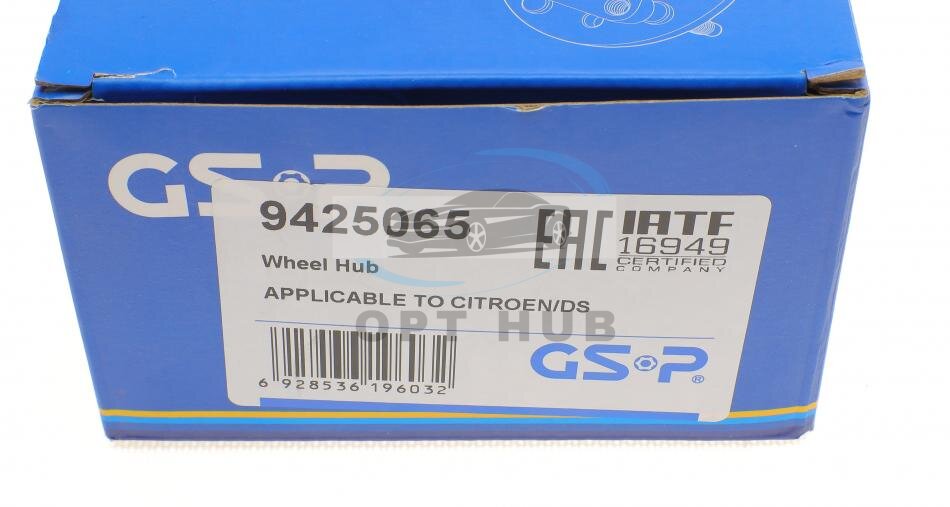 GSP
9425065
EAC
IATF
16949
CERTIFIED
COMPANY
Wheel Hub
APPLICABLE TO CITROEN/DS
OPT HUB
6 928536 196032
GSP®